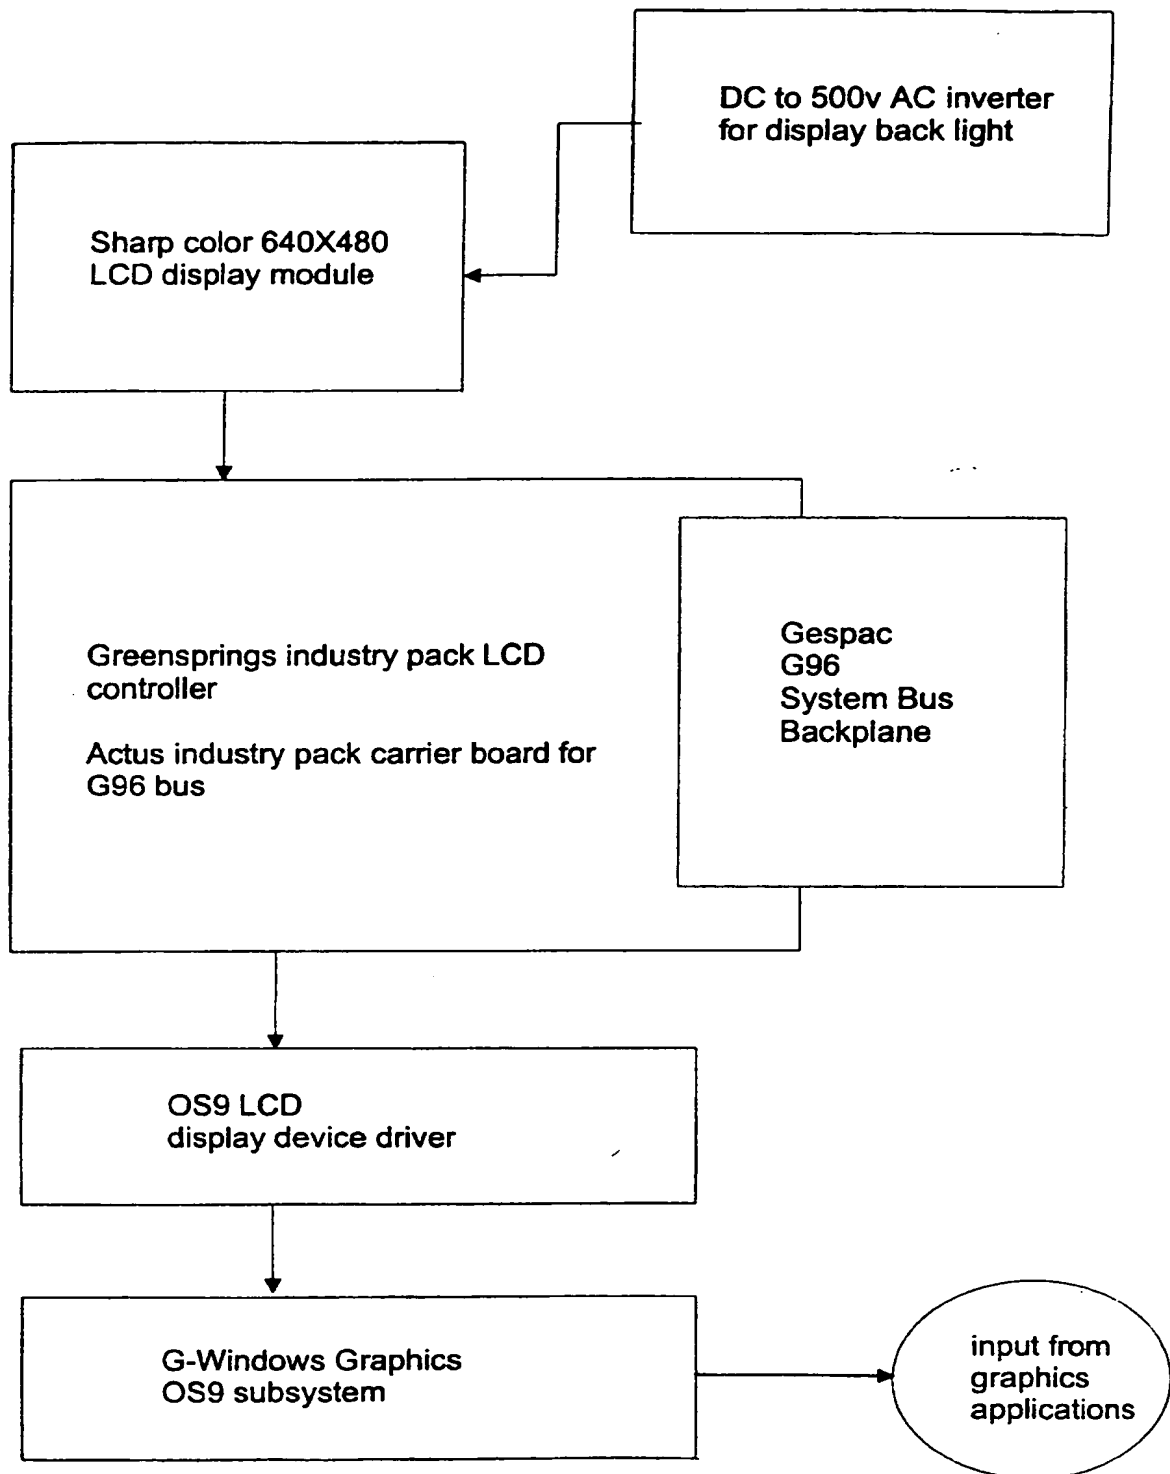 DC to 500v AC inverter
for display back light
Sharp color 640X480
LCD display module
Greensprings industry pack LCD
controller
Actus industry pack carrier board for
G96 bus
Gespac
G96
System Bus
Backplane
OS9 LCD
display device driver
G-Windows Graphics
OS9 subsystem
input from
graphics
applications